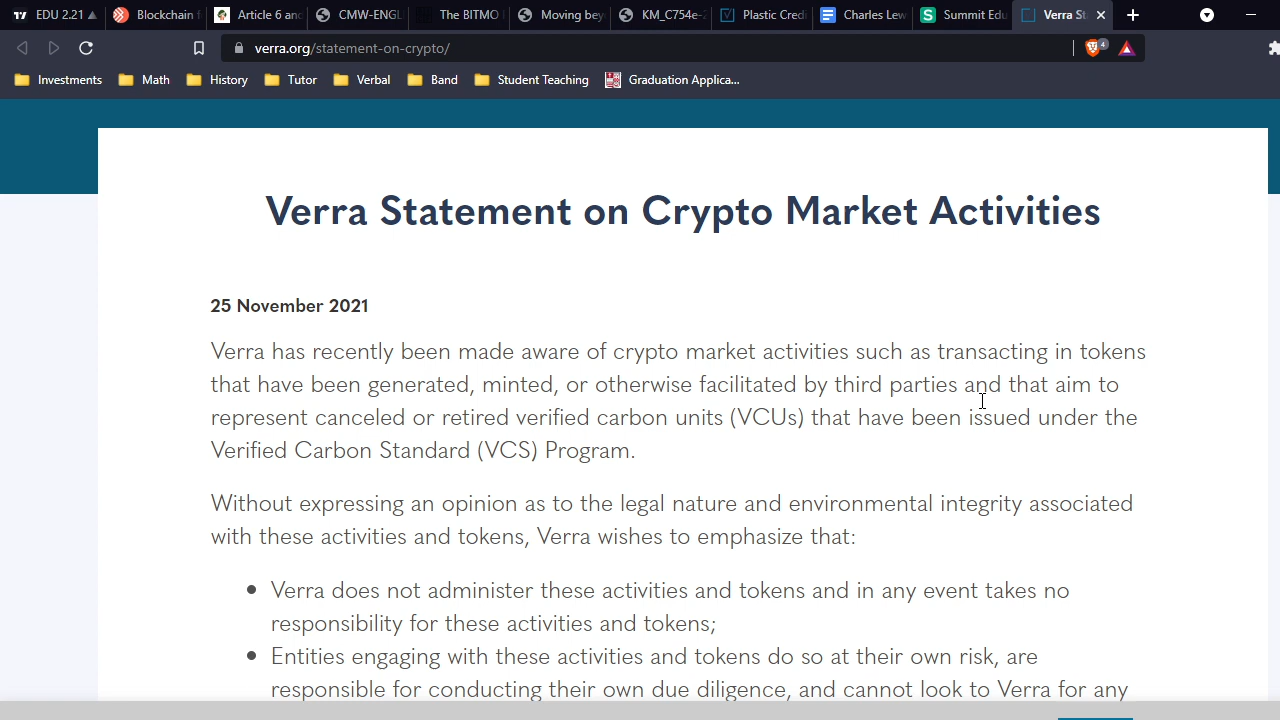 EDU 2.21
Blockchain f
Article 6 and
CMW-ENGL
The BITMO
Moving bey
KM_C754e-2
Plastic Credi
Charles Lew
Summit Edu
Verra St
verra.org/statement-on-crypto/
4
Investments
Math
History
Tutor
Verbal
Band
Student Teaching
Graduation Applica...
Verra Statement on Crypto Market Activities
25 November 2021
Verra has recently been made aware of crypto market activities such as transacting in tokens
that have been generated, minted, or otherwise facilitated by third parties and that aim to
represent canceled or retired verified carbon units (VCUs) that have been issued under the
Verified Carbon Standard (VCS) Program.
Without expressing an opinion as to the legal nature and environmental integrity associated
with these activities and tokens, Verra wishes to emphasize that:
• Verra does not administer these activities and tokens and in any event takes no
responsibility for these activities and tokens;
• Entities engaging with these activities and tokens do so at their own risk, are
responsible for conducting their own due diligence, and cannot look to Verra for any